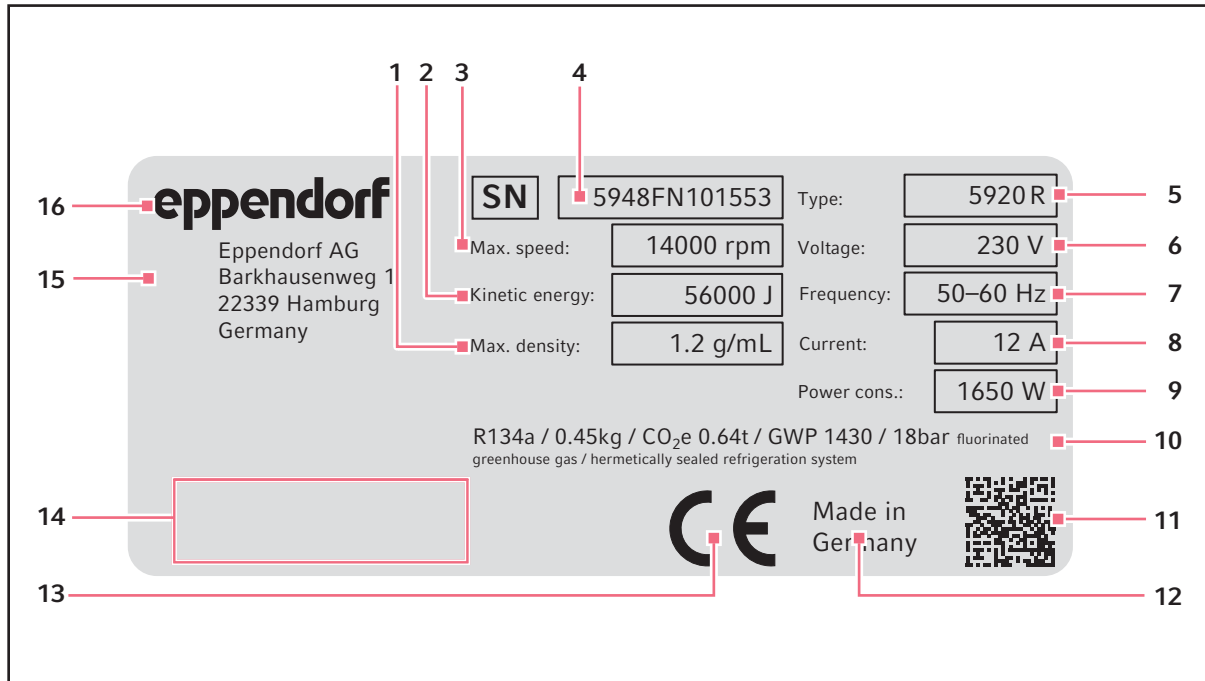 1 2 3 4
16 eppendorf SN 5948FN101553 Type: 5920 R 5
Max. speed: 14000 rpm Voltage: 230 V 6
15 Eppendorf AG
Barkhausenweg 1
22339 Hamburg
Germany
Kinetic energy: 56000 J Frequency: 50–60 Hz 7
Max. density: 1.2 g/mL Current: 12 A 8
Power cons.: 1650 W 9
R134a / 0.45kg / CO₂e 0.64t / GWP 1430 / 18bar fluorinated 10
greenhouse gas / hermetically sealed refrigeration system
14 CE Made in
Germany 11
13 12